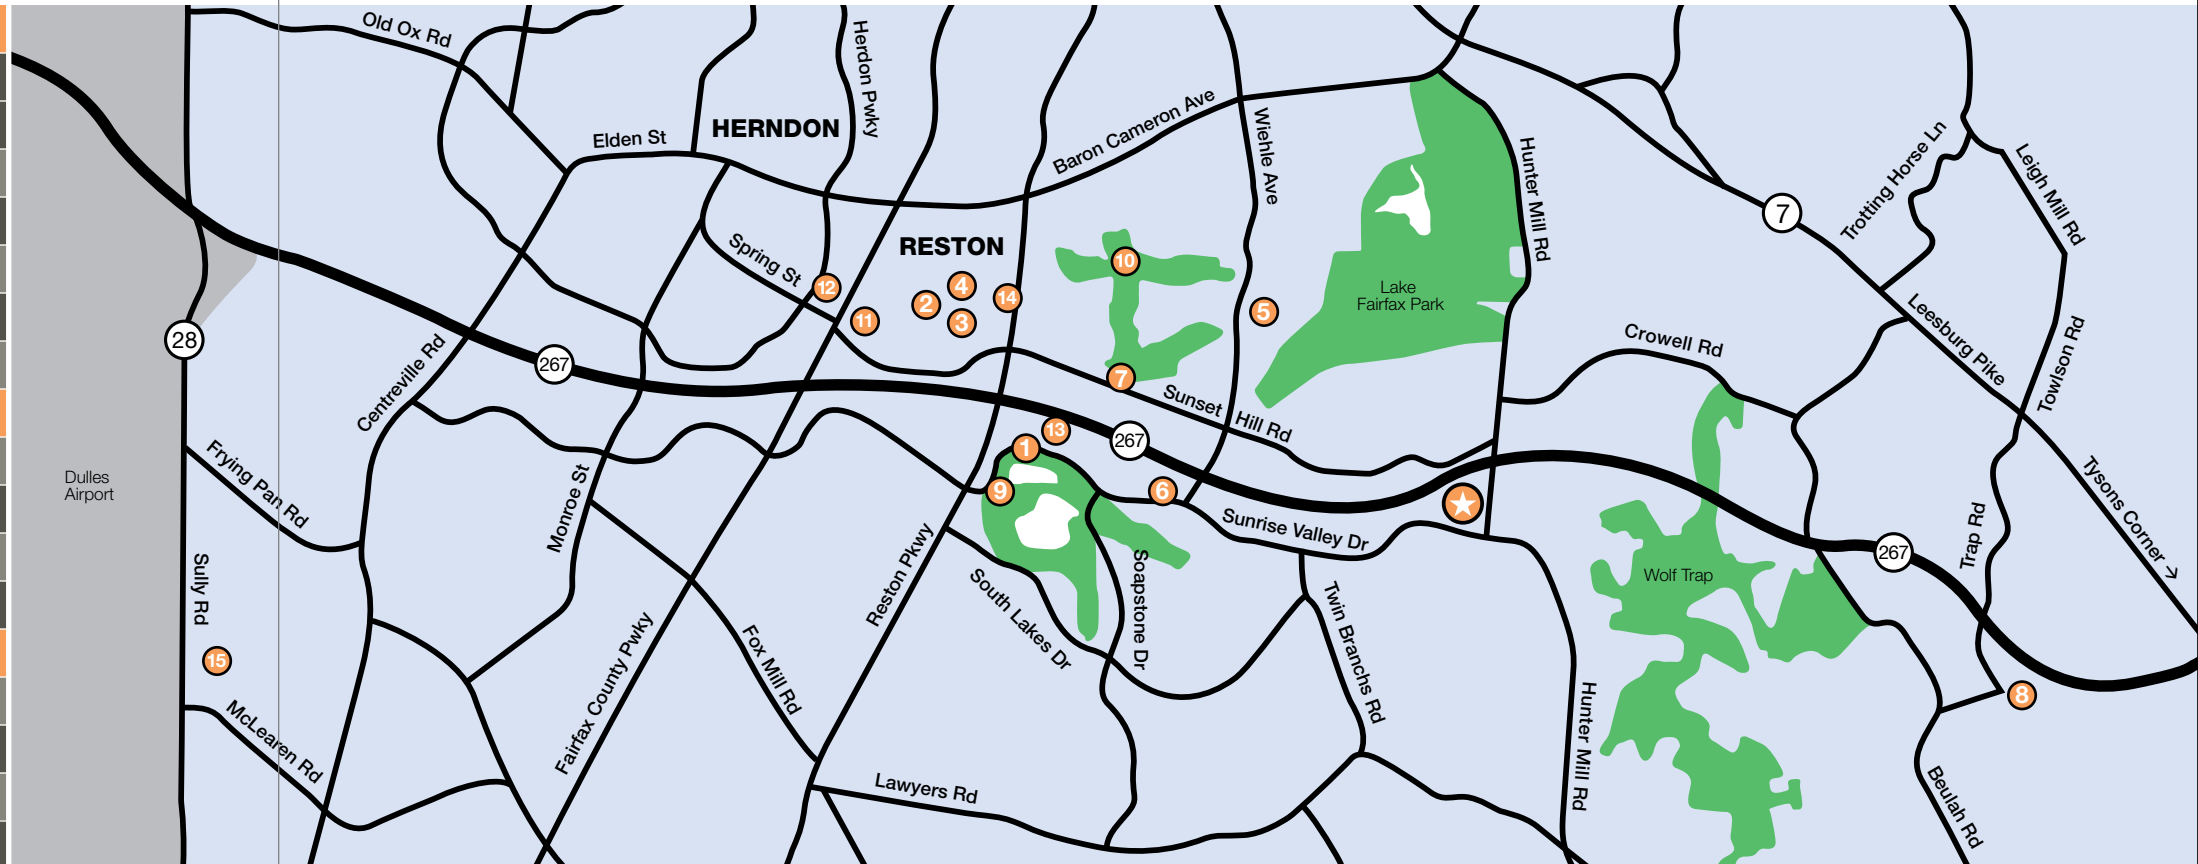 Old Ox Rd
Herdon Pwky
HERNDON
Elden St
Baron Cameron Ave
Wiehle Ave
Hunter Mill Rd
Trotting Horse Ln
Leigh Mill Rd
7
RESTON
Spring St
10
12
4
2
14
3
11
5
Lake
Fairfax Park
28
267
Centreville Rd
Crowell Rd
Leesburg Pike
Towlson Rd
7
Sunset Hill Rd
13
1
267
9
6
Dulles
Airport
Frying Pan Rd
Monroe St
Sunrise Valley Dr
Tysons Corner →
Trap Rd
267
Wolf Trap
Sully Rd
Reston Pkwy
South Lakes Dr
Soapstone Dr
Twin Branchs Rd
15
Fairfax County Pwky
Fox Mill Rd
8
McLearen Rd
Hunter Mill Rd
Lawyers Rd
Beulah Rd